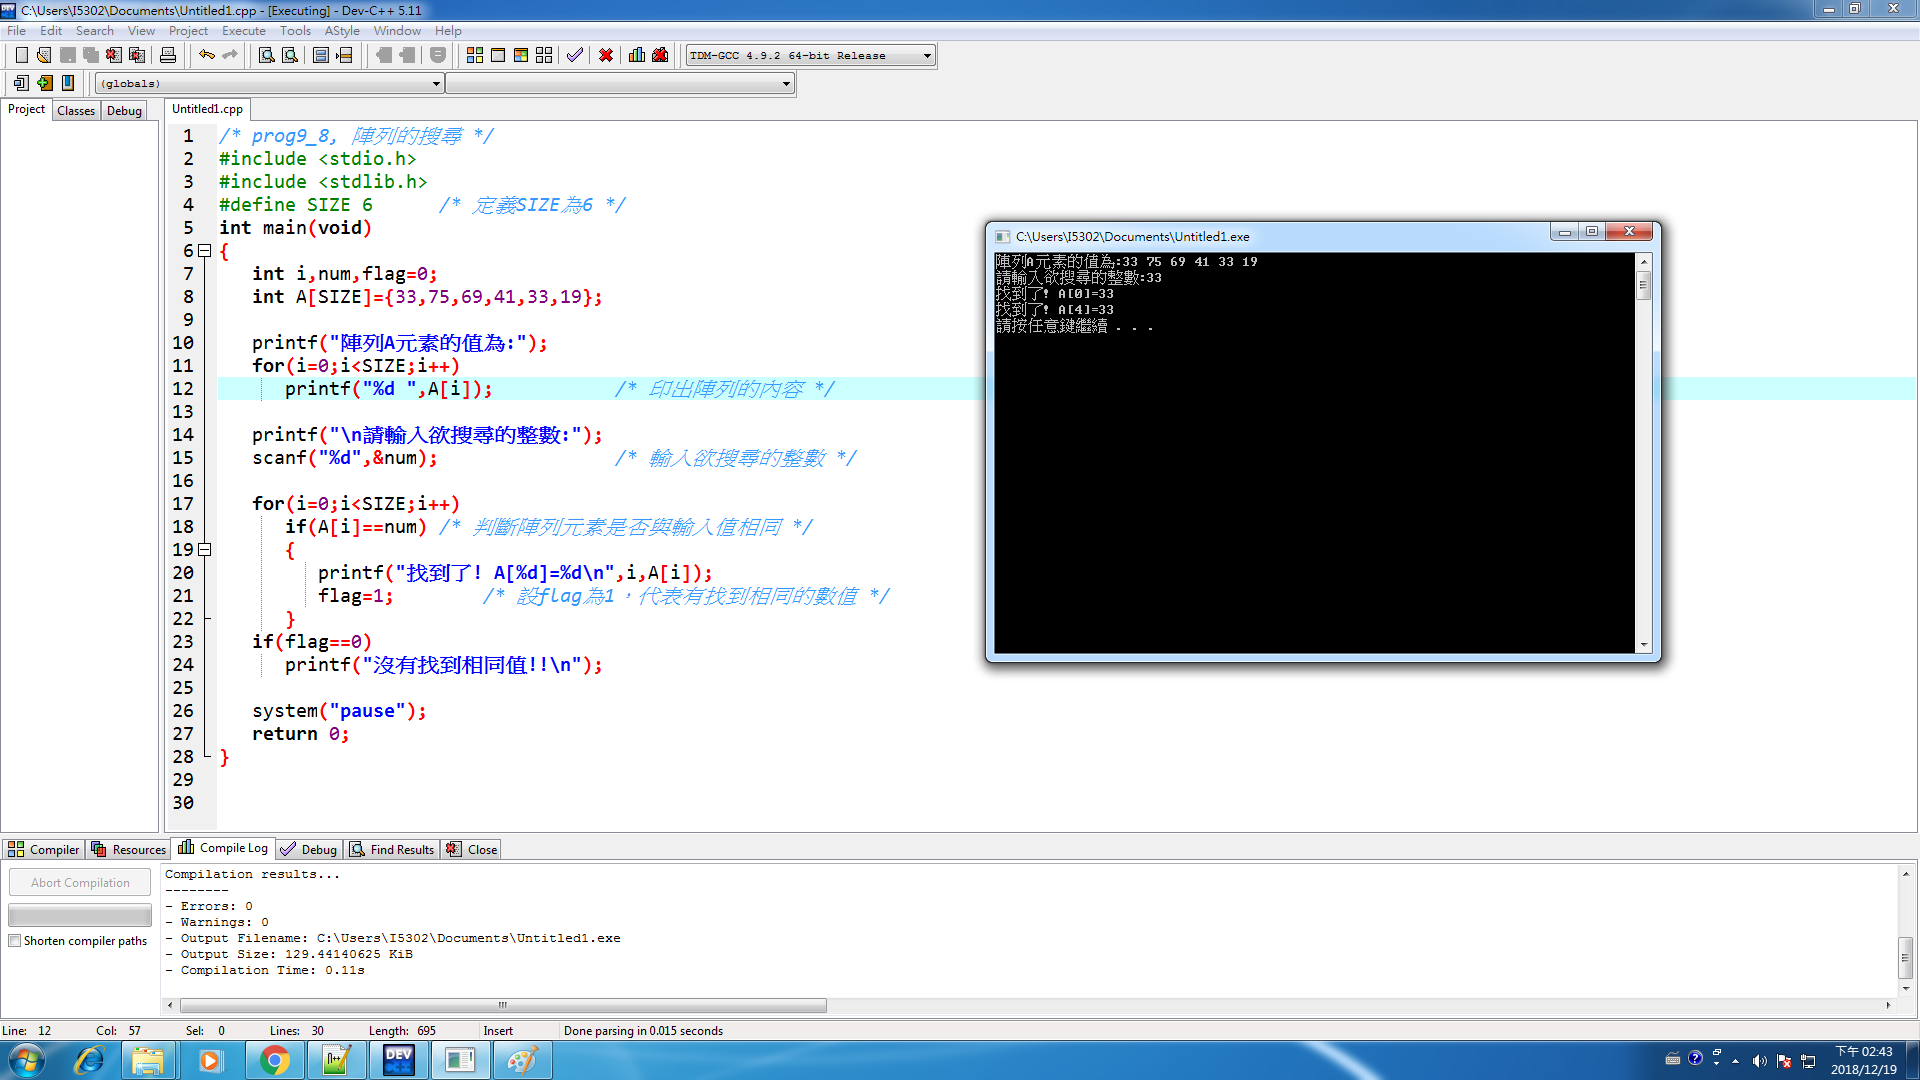 C:\Users\I5302\Documents\Untitled1.cpp - [Executing] - Dev-C++ 5.11
File Edit Search View Project Execute Tools AStyle Window Help
TDM-GCC 4.9.2 64-bit Release
(globals)
Project Classes Debug
Untitled1.cpp
1 /* prog9_8, 陣列的搜尋 */
2 #include <stdio.h>
3 #include <stdlib.h>
4 #define SIZE 6 /* 定義SIZE為6 */
5 int main(void)
6 {
7 int i,num,flag=0;
8 int A[SIZE]={33,75,69,41,33,19};
9
10 printf("陣列A元素的值為:");
11 for(i=0;i<SIZE;i++)
12 printf("%d ",A[i]); /* 印出陣列的內容 */
13
14 printf("\n請輸入欲搜尋的整數:");
15 scanf("%d",&num); /* 輸入欲搜尋的整數 */
16
17 for(i=0;i<SIZE;i++)
18 if(A[i]==num) /* 判斷陣列元素是否與輸入值相同 */
19 {
20 printf("找到了! A[%d]=%d\n",i,A[i]);
21 flag=1; /* 設flag為1，代表有找到相同的數值 */
22 }
23 if(flag==0)
24 printf("沒有找到相同值!!\n");
25
26 system("pause");
27 return 0;
28 }
29
30
C:\Users\I5302\Documents\Untitled1.exe
陣列A元素的值為:33 75 69 41 33 19
請輸入欲搜尋的整數:33
找到了! A[0]=33
找到了! A[4]=33
請按任意鍵繼續 . . .
Compiler Resources Compile Log Debug Find Results Close
Abort Compilation
Shorten compiler paths
Compilation results...
--------
- Errors: 0
- Warnings: 0
- Output Filename: C:\Users\I5302\Documents\Untitled1.exe
- Output Size: 129.44140625 KiB
- Compilation Time: 0.11s
Line: 12 Col: 57 Sel: 0 Lines: 30 Length: 695 Insert Done parsing in 0.015 seconds
DEV
下午 02:43
2018/12/19